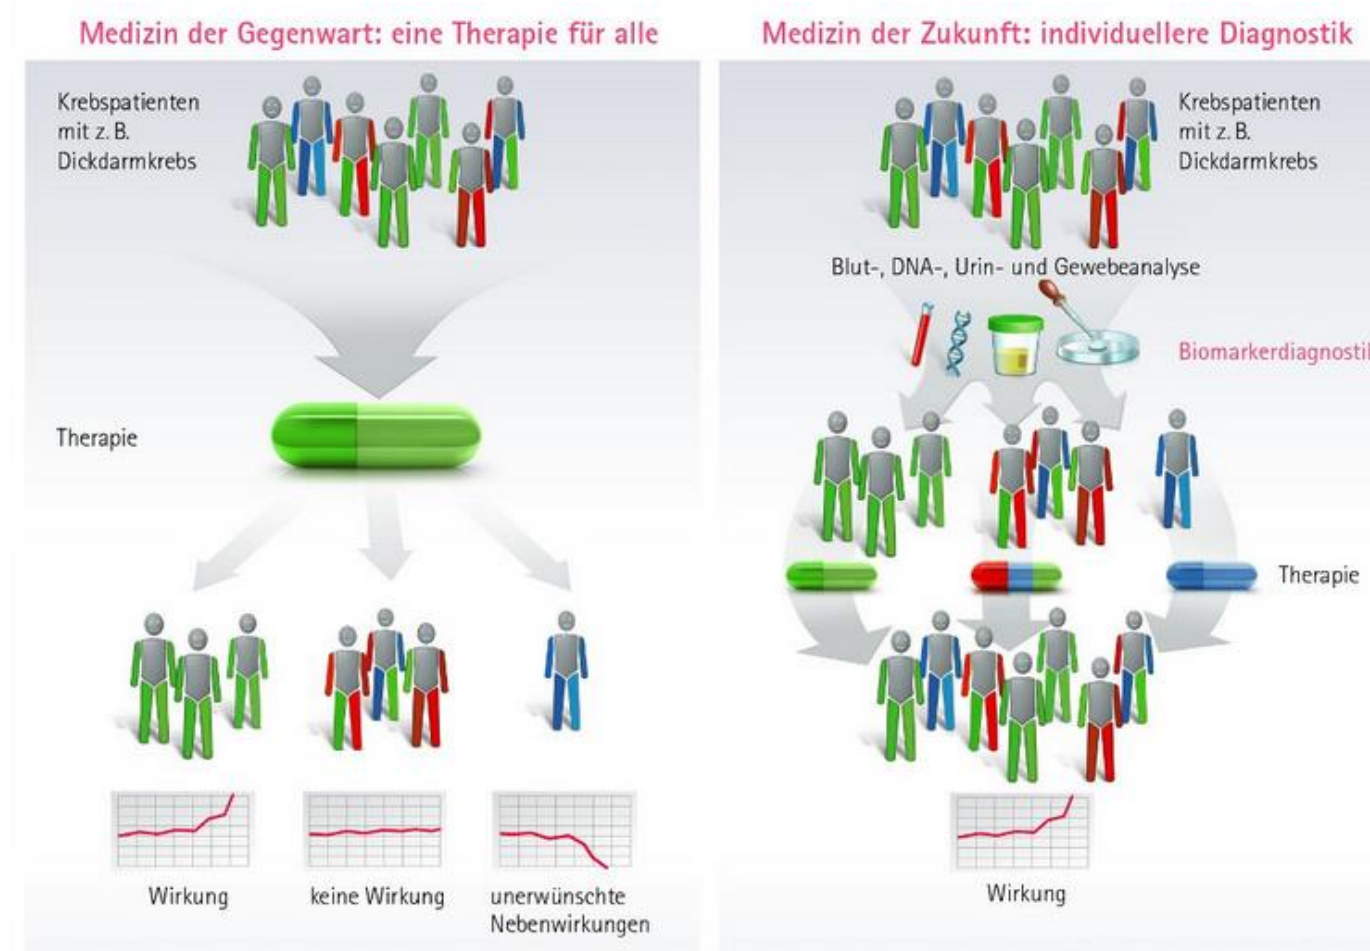 Medizin der Gegenwart: eine Therapie für alle
Krebspatienten
mit z. B.
Dickdarmkrebs
Therapie
Wirkung
keine Wirkung
unerwünschte
Nebenwirkungen
Medizin der Zukunft: individuellere Diagnostik
Krebspatienten
mit z. B.
Dickdarmkrebs
Blut-, DNA-, Urin- und Gewebeanalyse
Biomarkerdiagnostik
Therapie
Wirkung